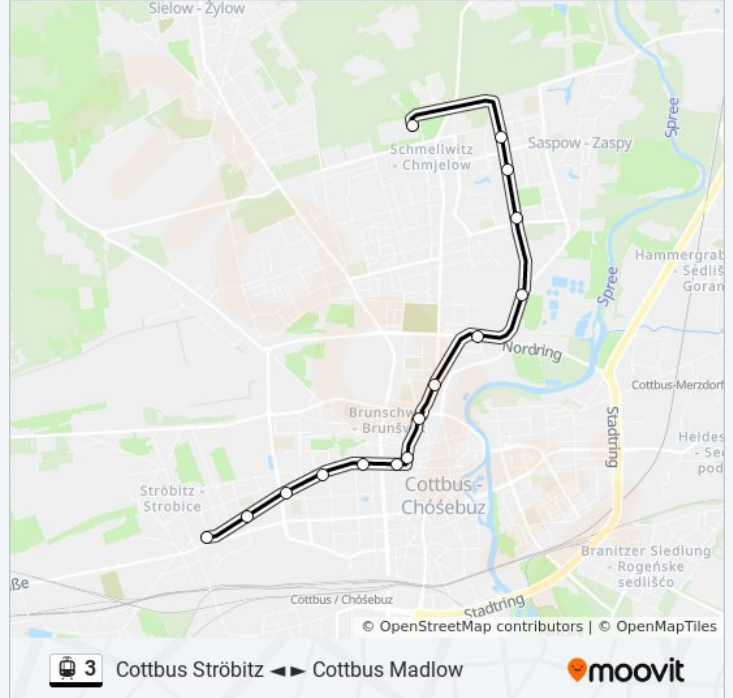 Sielow - Żylow
Spree
Schmellwitz
- Chmjelow
Saspow - Zaspy
Hammergrab
- Sedliš
Goran
Spree
Nordring
Cottbus-Merzdorf
Brunschw
- Brunšw
t
Stadtring
Heides
- Se
pod
Ströbitz -
Strobice
Cottbus -
Chóśebuz
Branitzer Siedlung
- Rogeńske
sedlišćo
ße
Cottbus / Chóśebuz
Stadtring
© OpenStreetMap contributors | © OpenMapTiles
3 Cottbus Ströbitz ◄ ► Cottbus Madlow
moovit